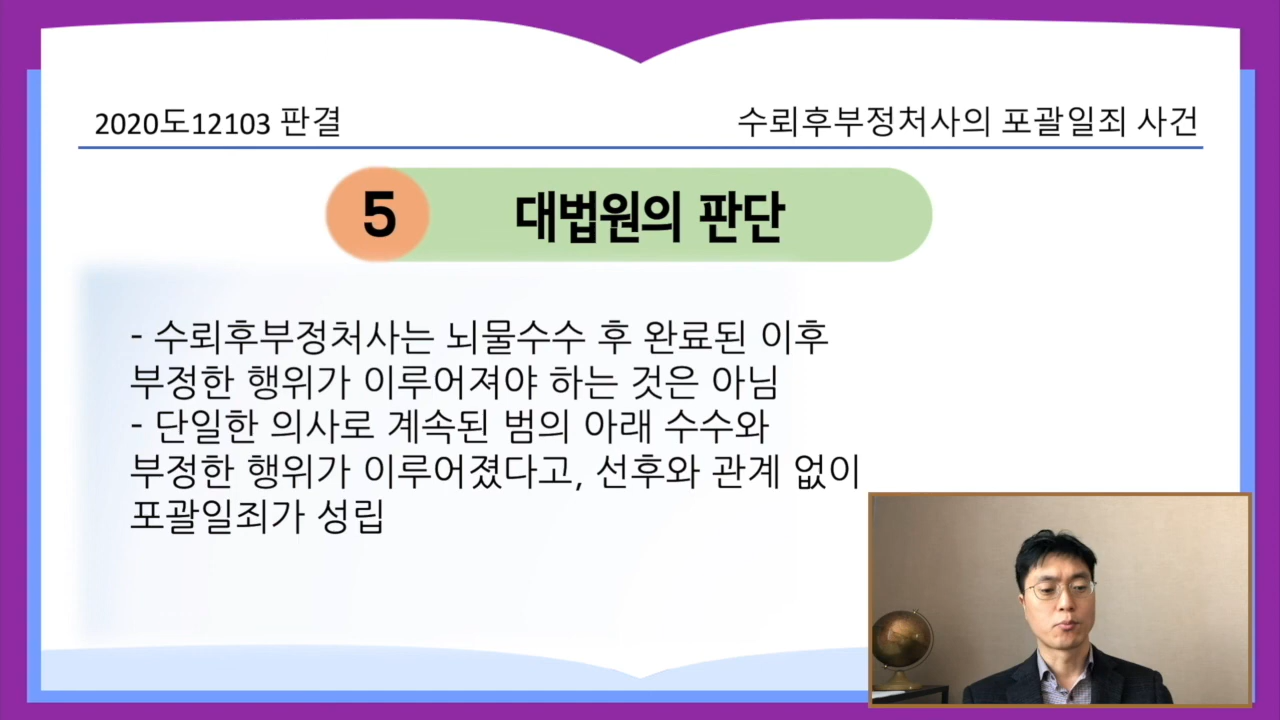 2020도12103 판결
수뢰후부정처사의 포괄일죄 사건
5 대법원의 판단
- 수뢰후부정처사는 뇌물수수 후 완료된 이후
부정한 행위가 이루어져야 하는 것은 아님
- 단일한 의사로 계속된 범의 아래 수수와
부정한 행위가 이루어졌다고, 선후와 관계 없이
포괄일죄가 성립